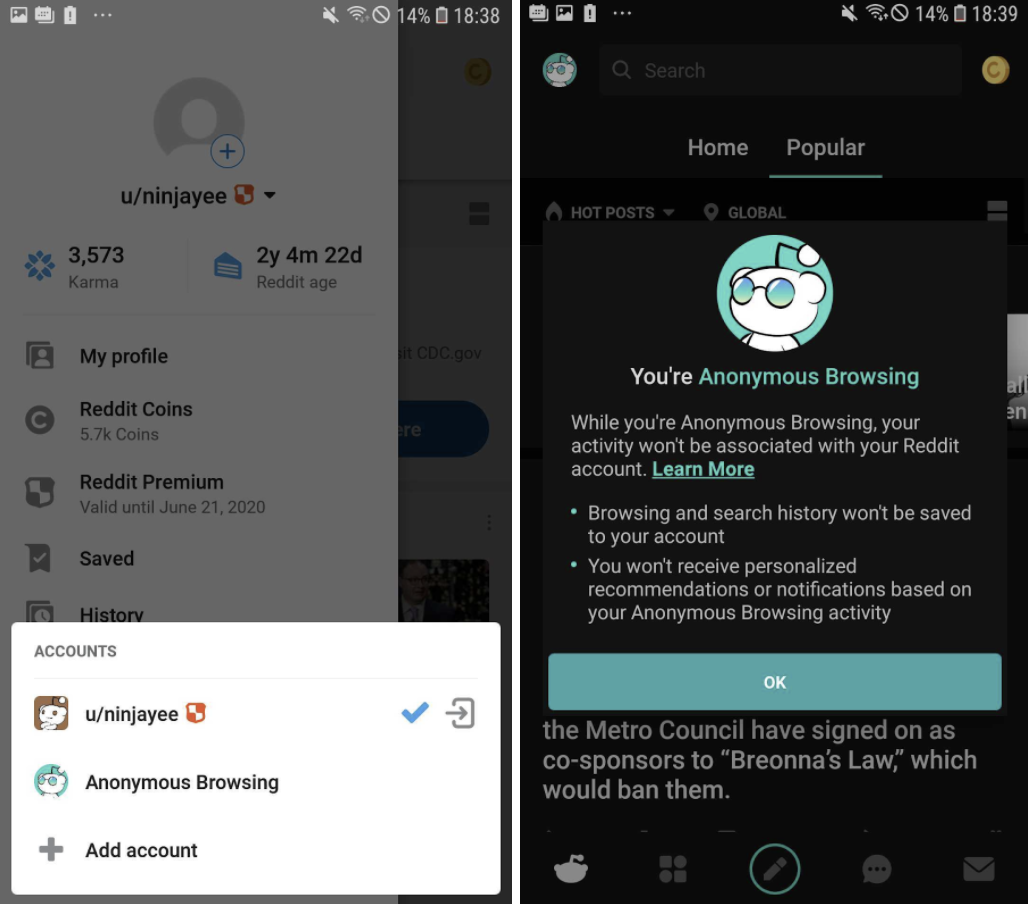 14% 18:38
u/ninjayee
3,573
Karma
2y 4m 22d
Reddit age
My profile
Reddit Coins
5.7k Coins
Reddit Premium
Valid until June 21, 2020
Saved
History
sit CDC.gov
ere
ACCOUNTS
u/ninjayee
Anonymous Browsing
Add account
14% 18:39
Search
C
Home Popular
HOT POSTS GLOBAL
You're Anonymous Browsing
While you're Anonymous Browsing, your
activity won't be associated with your Reddit
account. Learn More
• Browsing and search history won't be saved
to your account
• You won't receive personalized
recommendations or notifications based on
your Anonymous Browsing activity
OK
all
en
the Metro Council have signed on as
co-sponsors to “Breonna’s Law,” which
would ban them.